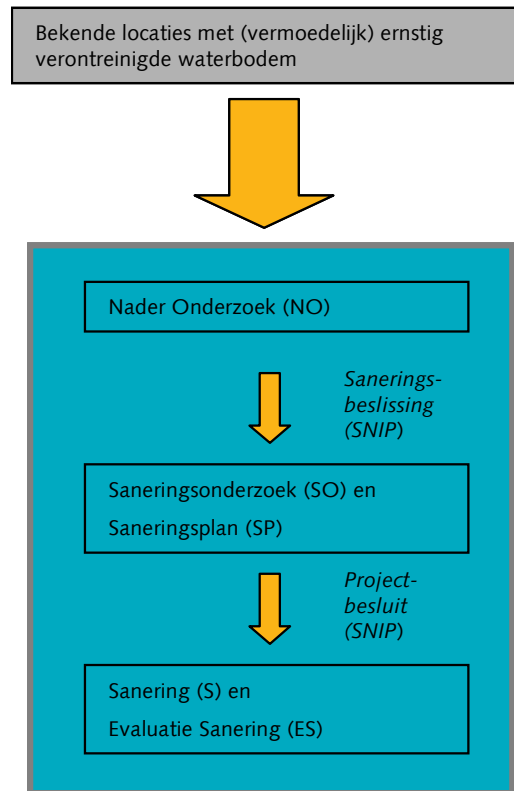 Bekende locaties met (vermoedelijk) ernstig
verontreinigde waterbodem
Nader Onderzoek (NO)
Sanerings-
beslissing
(SNIP)
Saneringsonderzoek (SO) en
Saneringsplan (SP)
Project-
besluit
(SNIP)
Sanering (S) en
Evaluatie Sanering (ES)